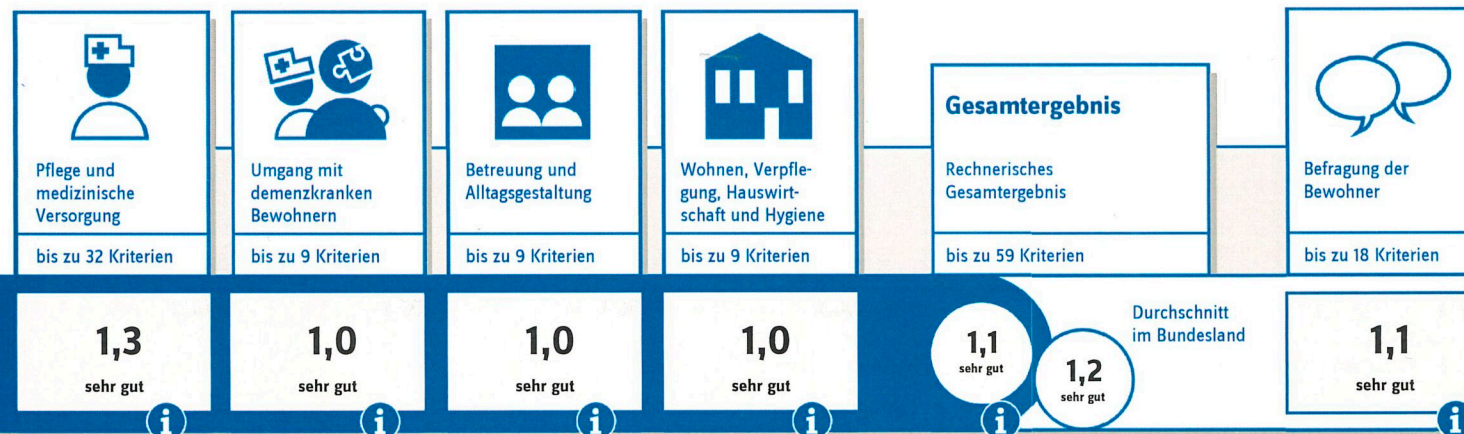 Pflege und
medizinische
Versorgung
bis zu 32 Kriterien
1,3
sehr gut
i
Umgang mit
demenzkranken
Bewohnern
bis zu 9 Kriterien
1,0
sehr gut
i
Betreuung und
Alltagsgestaltung
bis zu 9 Kriterien
1,0
sehr gut
i
Wohnen, Verpfle-
gung, Hauswirt-
schaft und Hygiene
bis zu 9 Kriterien
1,0
sehr gut
i
Gesamtergebnis
Rechnerisches
Gesamtergebnis
bis zu 59 Kriterien
1,1
sehr gut
i
Durchschnitt
im Bundesland
1,2
sehr gut
Befragung der
Bewohner
bis zu 18 Kriterien
1,1
sehr gut
i